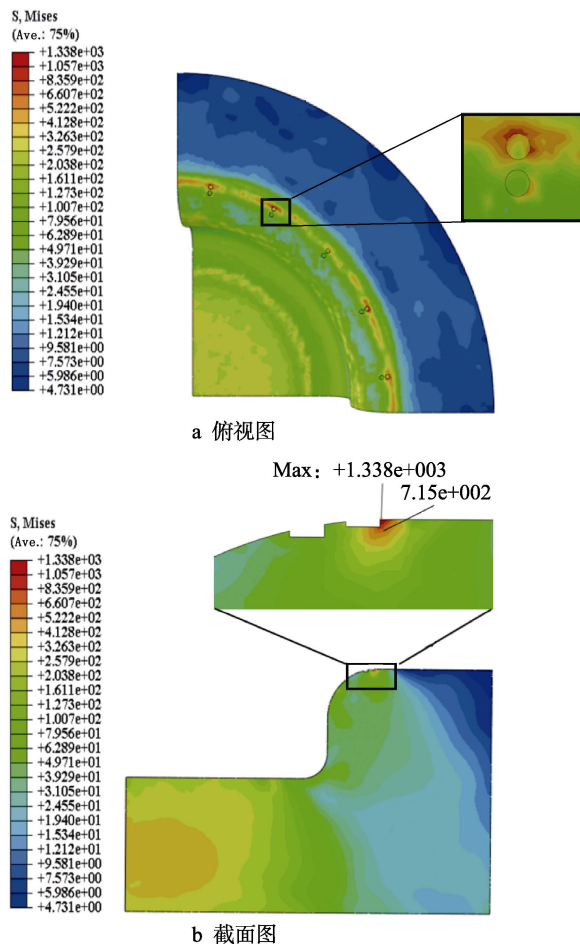 S, Mises
(Ave.: 75%)
+1.338e+03
+1.057e+03
+8.359e+02
+6.607e+02
+5.222e+02
+4.128e+02
+3.263e+02
+2.579e+02
+2.038e+02
+1.611e+02
+1.273e+02
+1.007e+02
+7.956e+01
+6.289e+01
+4.971e+01
+3.929e+01
+3.105e+01
+2.455e+01
+1.940e+01
+1.534e+01
+1.212e+01
+9.581e+00
+7.573e+00
+5.986e+00
+4.731e+00
a 俯视图
Max: +1.338e+003
7.15e+002
S, Mises
(Ave.: 75%)
+1.338e+03
+1.057e+03
+8.359e+02
+6.607e+02
+5.222e+02
+4.128e+02
+2.579e+02
+2.038e+02
+1.611e+02
+1.273e+02
+1.007e+02
+7.956e+01
+6.289e+01
+4.971e+01
+3.929e+01
+3.105e+01
+2.455e+01
+1.940e+01
+1.534e+01
+1.212e+01
+9.581e+00
+7.573e+00
+5.986e+00
+4.731e+00
b 截面图